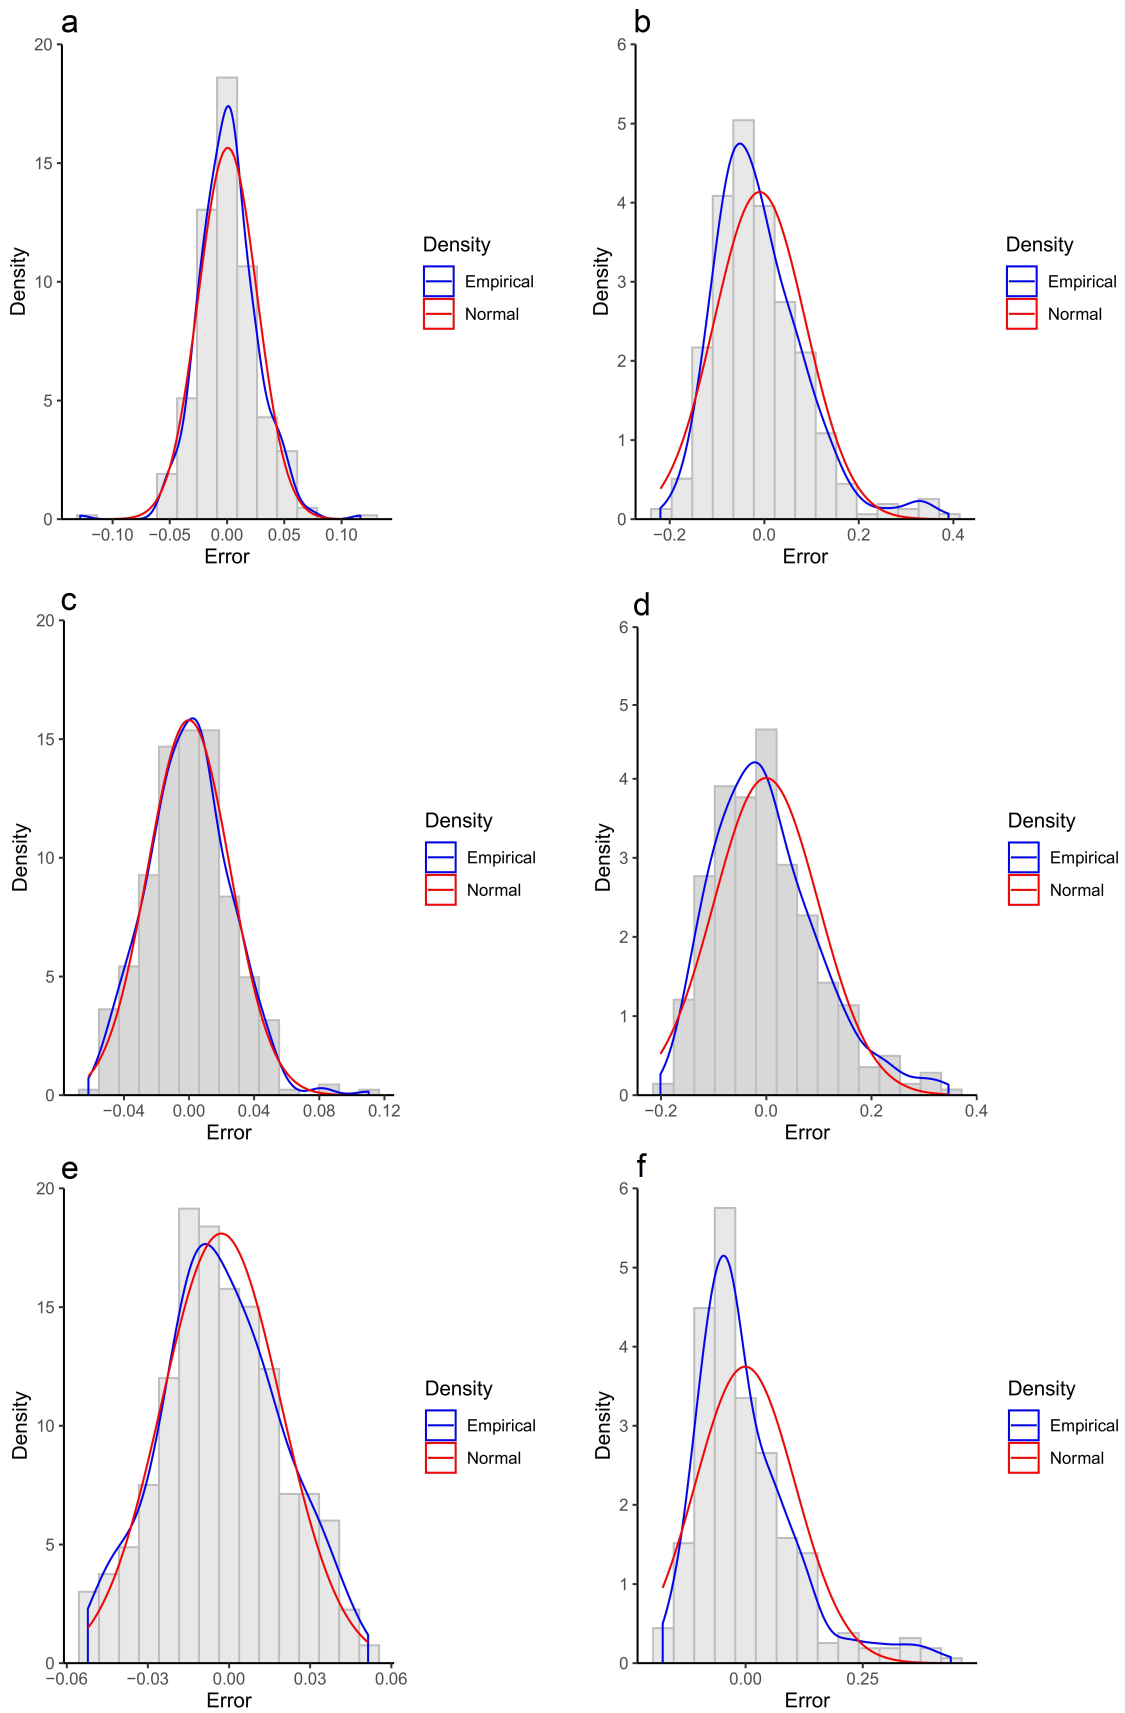 a
20
15
10
5
0
Density
−0.10
−0.05
0.00
0.05
0.10
Error
Density
Empirical
Normal
b
6
5
4
3
2
1
0
Density
−0.2
0.0
0.2
0.4
Error
Density
Empirical
Normal
c
20
15
10
5
0
Density
−0.04
0.00
0.04
0.08
0.12
Error
Density
Empirical
Normal
d
6
5
4
3
2
1
0
Density
−0.2
0.0
0.2
0.4
Error
Density
Empirical
Normal
e
20
15
10
5
0
Density
−0.06
−0.03
0.00
0.03
0.06
Error
Density
Empirical
Normal
f
6
5
4
3
2
1
0
Density
0.00
0.25
Error
Density
Empirical
Normal